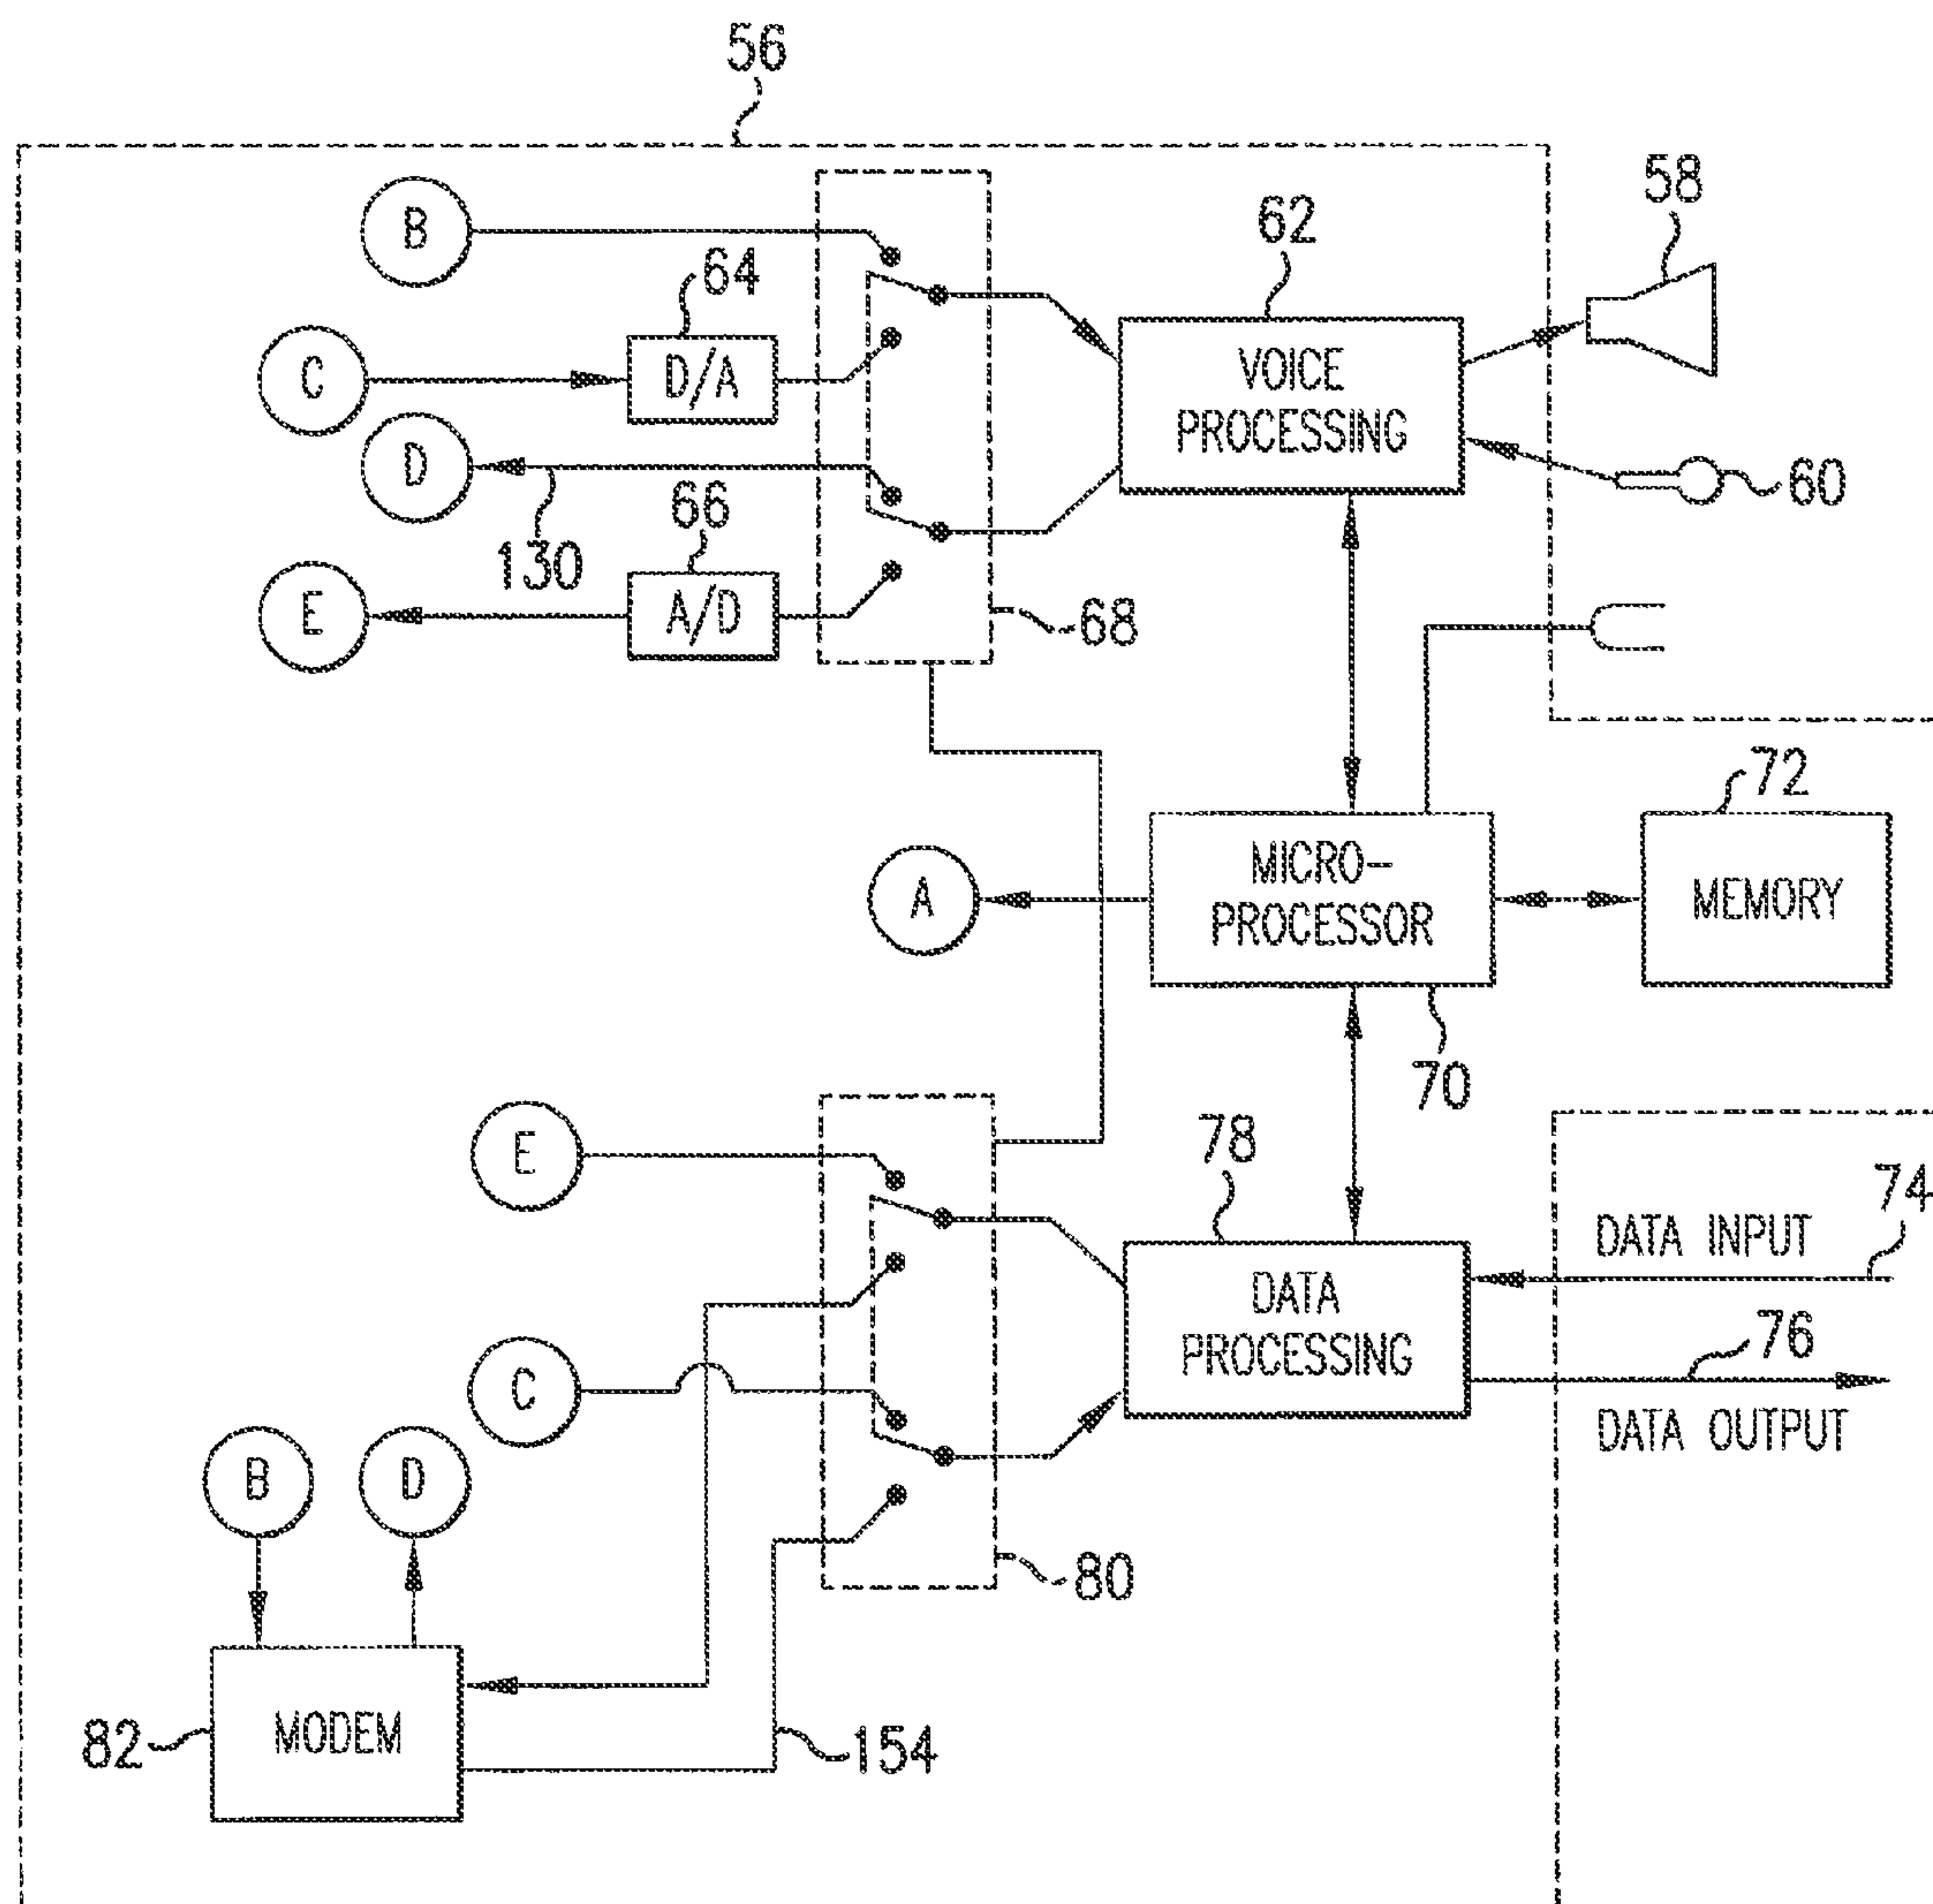 56
B
64
C
D/A
D
130
66
E
A/D
68
62
VOICE
PROCESSING
58
60
A
MICRO-
PROCESSOR
70
72
MEMORY
E
C
B
D
80
78
DATA
PROCESSING
74
DATA INPUT
76
DATA OUTPUT
82
MODEM
154